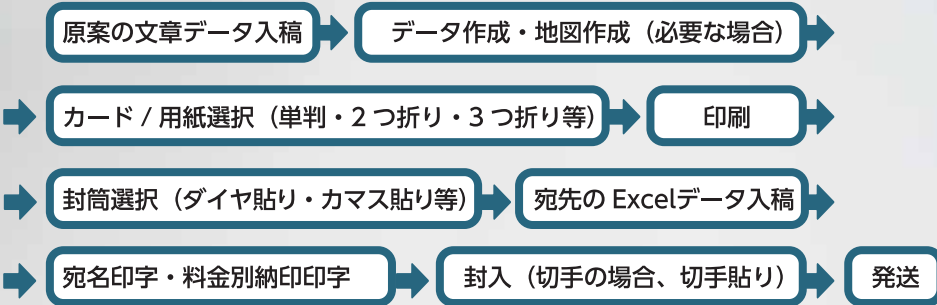 原案の文章データ入稿 データ作成・地図作成（必要な場合）
カード / 用紙選択（単判・2 つ折り・3 つ折り等） 印刷
封筒選択（ダイヤ貼り・カマス貼り等） 宛先の Excelデータ入稿
宛名印字・料金別納印印字 封入（切手の場合、切手貼り） 発送